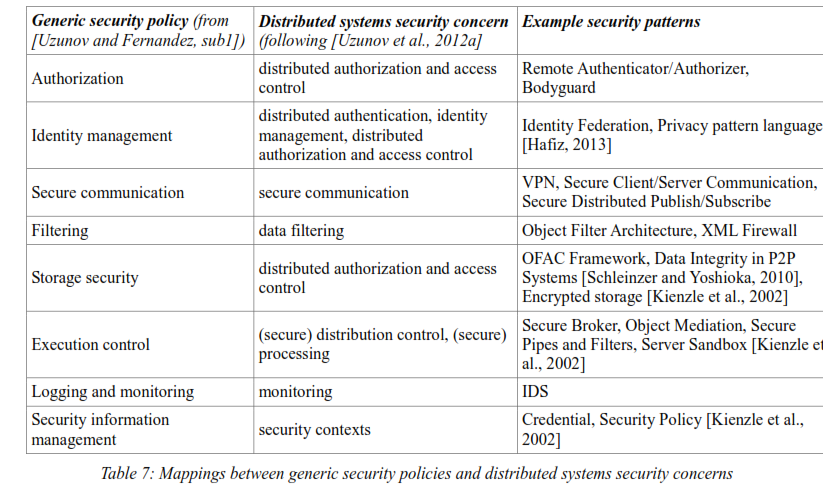 Generic security policy (from Distributed systems security concern Example security patterns
[Uzunov and Fernandez, sub1]) (following [Uzunov et al., 2012a]
Authorization
distributed authorization and access
control
Remote Authenticator/Authorizer,
Bodyguard
Identity management
distributed authentication, identity
management, distributed
authorization and access control
Identity Federation, Privacy pattern language
[Hafiz, 2013]
Secure communication
secure communication
VPN, Secure Client/Server Communication,
Secure Distributed Publish/Subscribe
Filtering
data filtering
Object Filter Architecture, XML Firewall
Storage security
distributed authorization and access
control
OFAC Framework, Data Integrity in P2P
Systems [Schleinzer and Yoshioka, 2010],
Encrypted storage [Kienzle et al., 2002]
Execution control
(secure) distribution control, (secure)
processing
Secure Broker, Object Mediation, Secure
Pipes and Filters, Server Sandbox [Kienzle et
al., 2002]
Logging and monitoring
monitoring
IDS
Security information
management
security contexts
Credential, Security Policy [Kienzle et al.,
2002]
Table 7: Mappings between generic security policies and distributed systems security concerns